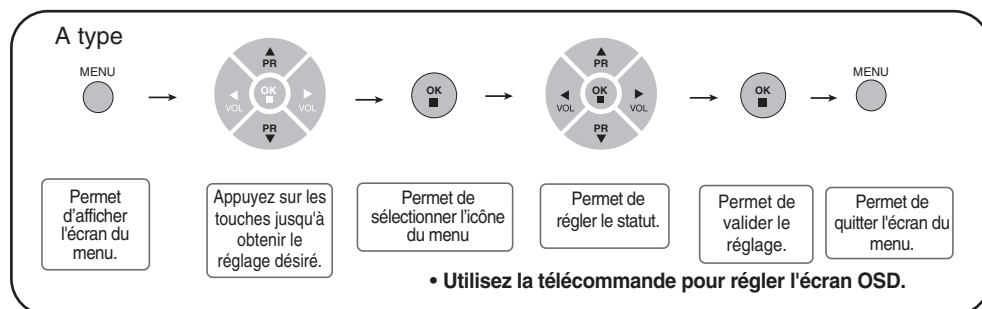 A type
MENU
PR
VOL
OK
VOL
PR
OK
PR
VOL
OK
VOL
PR
OK
MENU
Permet
d'afficher
l'écran du
menu.
Appuyez sur les
touches jusqu'à
obtenir le
réglage désiré.
Permet de
sélectionner l'icône
du menu
Permet de
régler le statut.
Permet de
valider le
réglage.
Permet de
quitter l'écran du
menu.
• Utilisez la télécommande pour régler l'écran OSD.